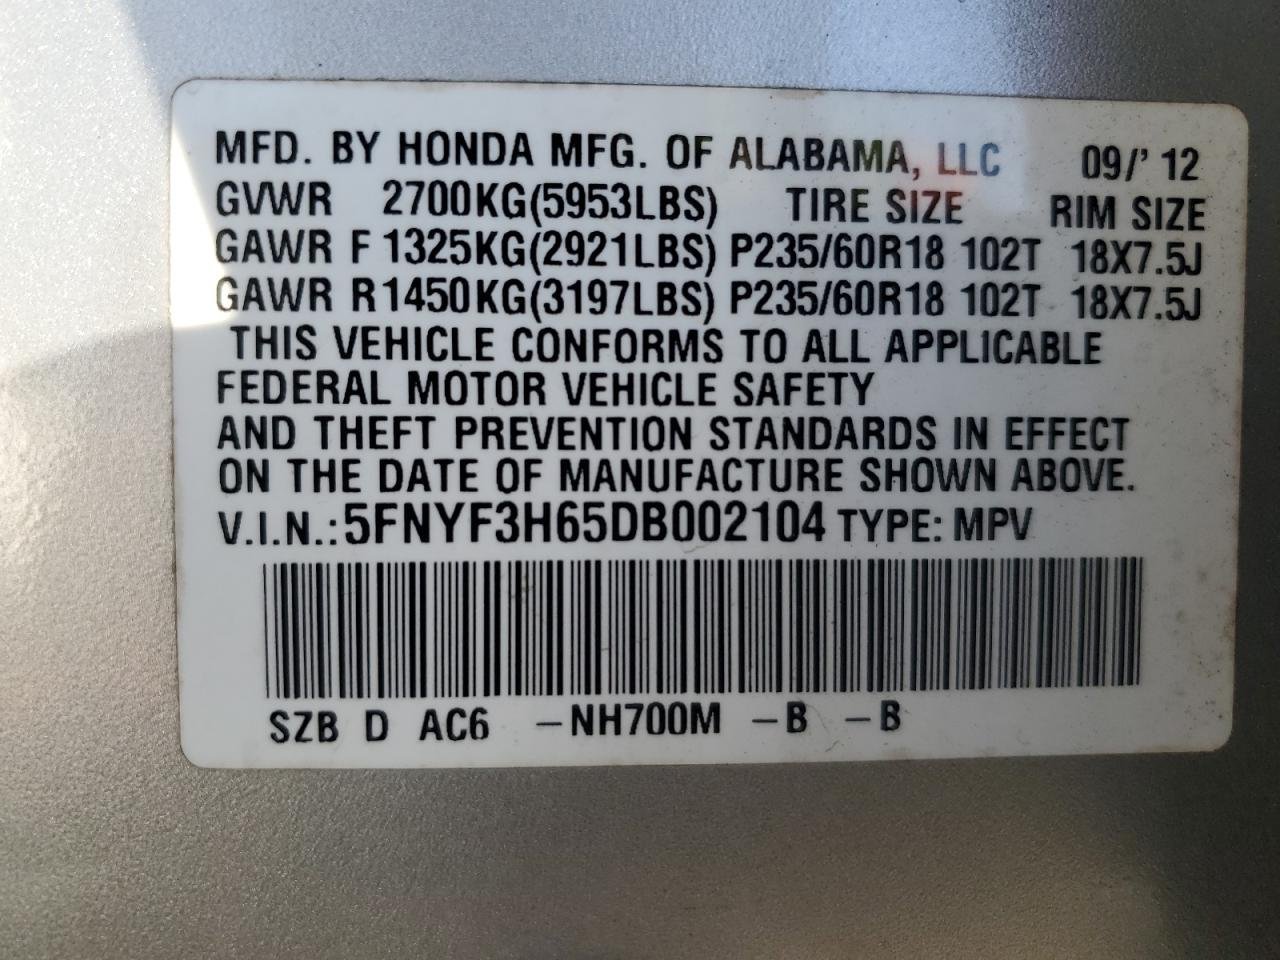 MFD. BY HONDA MFG. OF ALABAMA, LLC 09/' 12
GVWR 2700KG(5953LBS) TIRE SIZE RIM SIZE
GAWR F 1325KG(2921LBS) P235/60R18 102T 18X7.5J
GAWR R1450KG(3197LBS) P235/60R18 102T 18X7.5J
THIS VEHICLE CONFORMS TO ALL APPLICABLE
FEDERAL MOTOR VEHICLE SAFETY
AND THEFT PREVENTION STANDARDS IN EFFECT
ON THE DATE OF MANUFACTURE SHOWN ABOVE.
V.I.N.:5FNYF3H65DB002104 TYPE: MPV
SZB D AC6 –NH700M –B –B